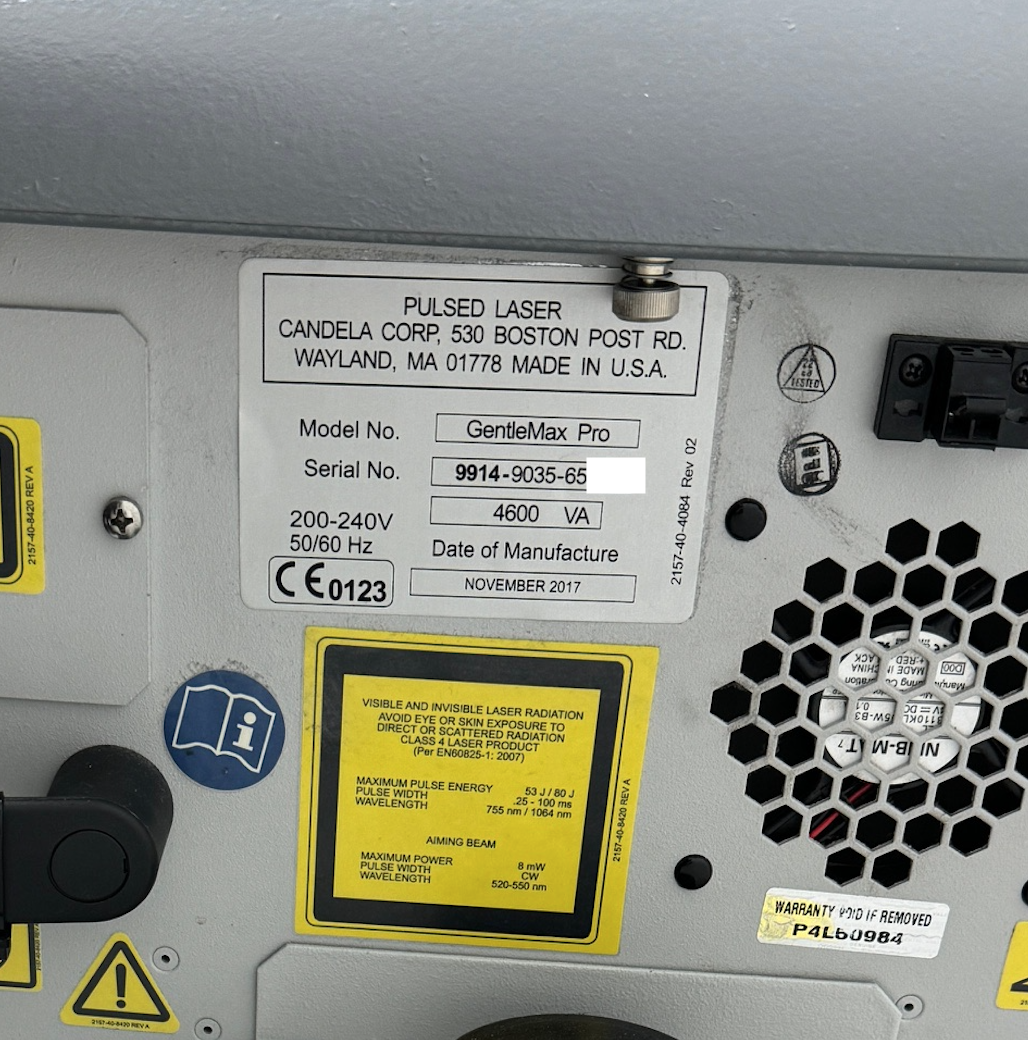 PULSED LASER
CANDELA CORP, 530 BOSTON POST RD.
WAYLAND, MA 01778 MADE IN U.S.A.
Model No. GentleMax Pro
Serial No. 9914-9035-65
200-240V 4600 VA
50/60 Hz Date of Manufacture
CE0123 NOVEMBER 2017
2157-40-4084 Rev 02
TESTED
2157-40-8420 REV A
VISIBLE AND INVISIBLE LASER RADIATION
AVOID EYE OR SKIN EXPOSURE TO
DIRECT OR SCATTERED RADIATION
CLASS 4 LASER PRODUCT
(Per EN60825-1: 2007)
MAXIMUM PULSE ENERGY 53 J / 80 J
PULSE WIDTH .25 - 100 ms
WAVELENGTH 755 nm / 1064 nm
AIMING BEAM
MAXIMUM POWER 8 mW
PULSE WIDTH CW
WAVELENGTH 520-550 nm
2157-40-8420 REV A
MADE IN
CHINA
+RED
WARRANTY VOID IF REMOVED
P4L60984
2157-40-8420 REV A